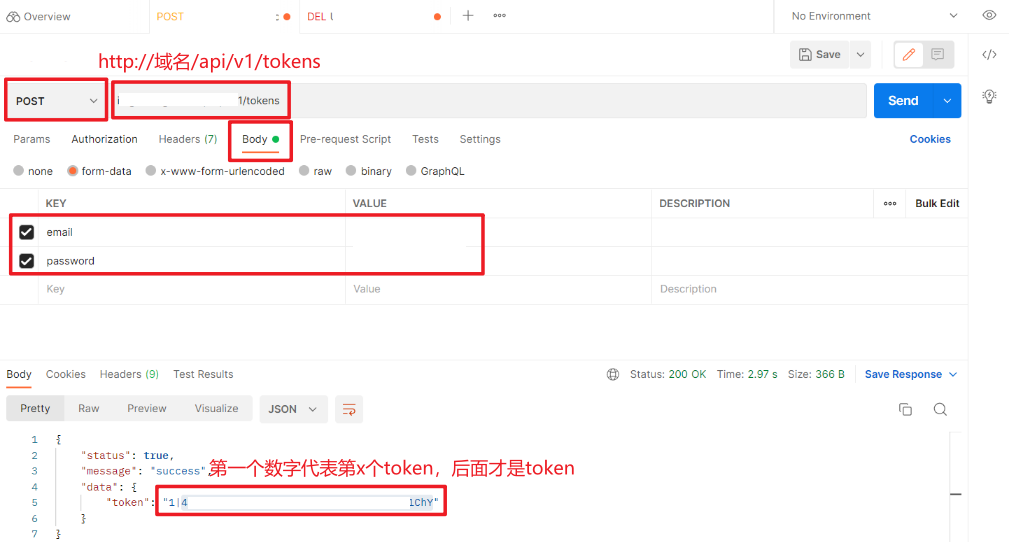 Overview
POST
DEL
No Environment
http://域名/api/v1/tokens
Save
POST
1/tokens
Send
Params Authorization Headers (7) Body Pre-request Script Tests Settings Cookies
none form-data x-www-form-urlencoded raw binary GraphQL
KEY VALUE DESCRIPTION Bulk Edit
email
password
Key Value Description
Body Cookies Headers (9) Test Results Status: 200 OK Time: 2.97 s Size: 366 B Save Response
Pretty Raw Preview Visualize JSON
1 {
2 "status": true,
3 "message": "success",
第一个数字代表第x个token，后面才是token
4 "data": {
5 "token": "1|4 lChY"
6 }
7 }